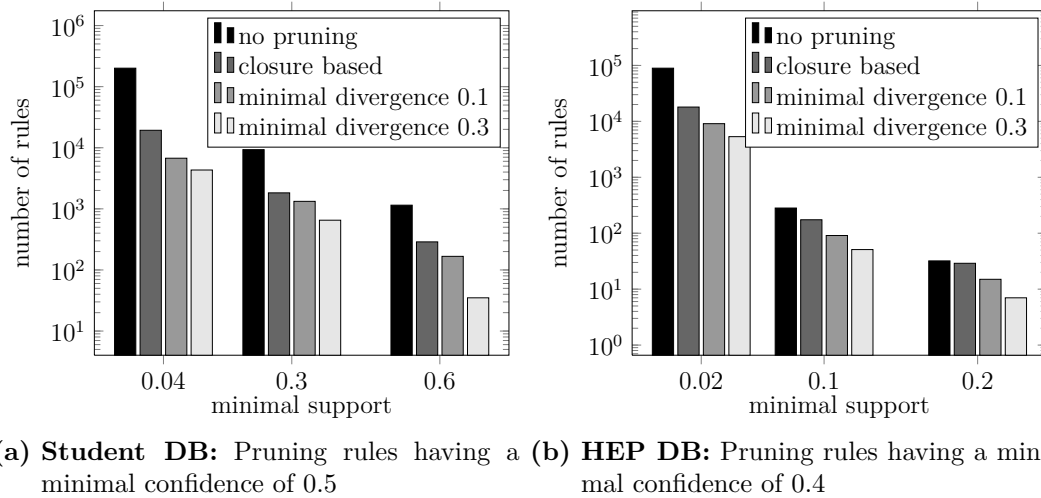 10^6
10^5
10^4
10^3
10^2
10^1
number of rules
no pruning
closure based
minimal divergence 0.1
minimal divergence 0.3
0.04 0.3 0.6
minimal support
10^5
10^4
10^3
10^2
10^1
10^0
number of rules
no pruning
closure based
minimal divergence 0.1
minimal divergence 0.3
0.02 0.1 0.2
minimal support
a) Student DB: Pruning rules having a
minimal confidence of 0.5
(b) HEP DB: Pruning rules having a min
mal confidence of 0.4